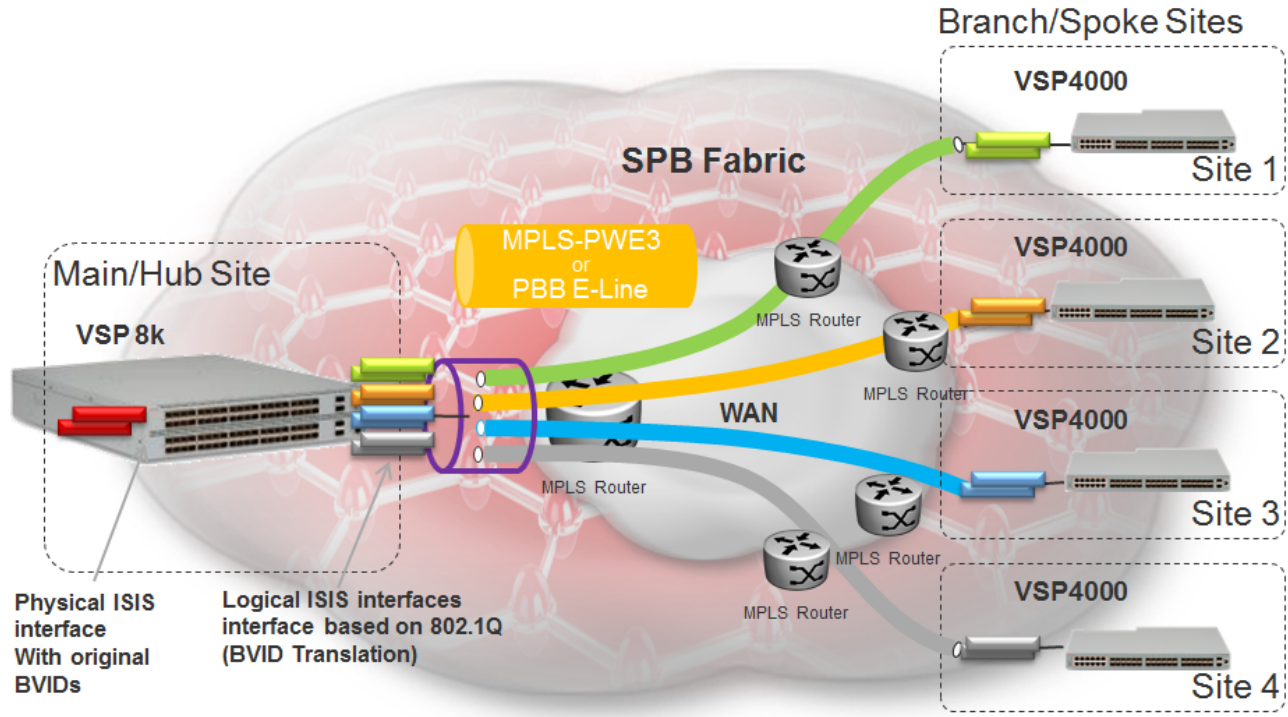 Branch/Spoke Sites
VSP4000
Site 1
SPB Fabric
MPLS-PWE3
or
PBB E-Line
Main/Hub Site
VSP 8k
MPLS Router
VSP4000
Site 2
MPLS Router
WAN
MPLS Router
VSP4000
Site 3
MPLS Router
MPLS Router
VSP4000
Site 4
Physical ISIS
interface
With original
BVIDs
Logical ISIS interfaces
interface based on 802.1Q
(BVID Translation)